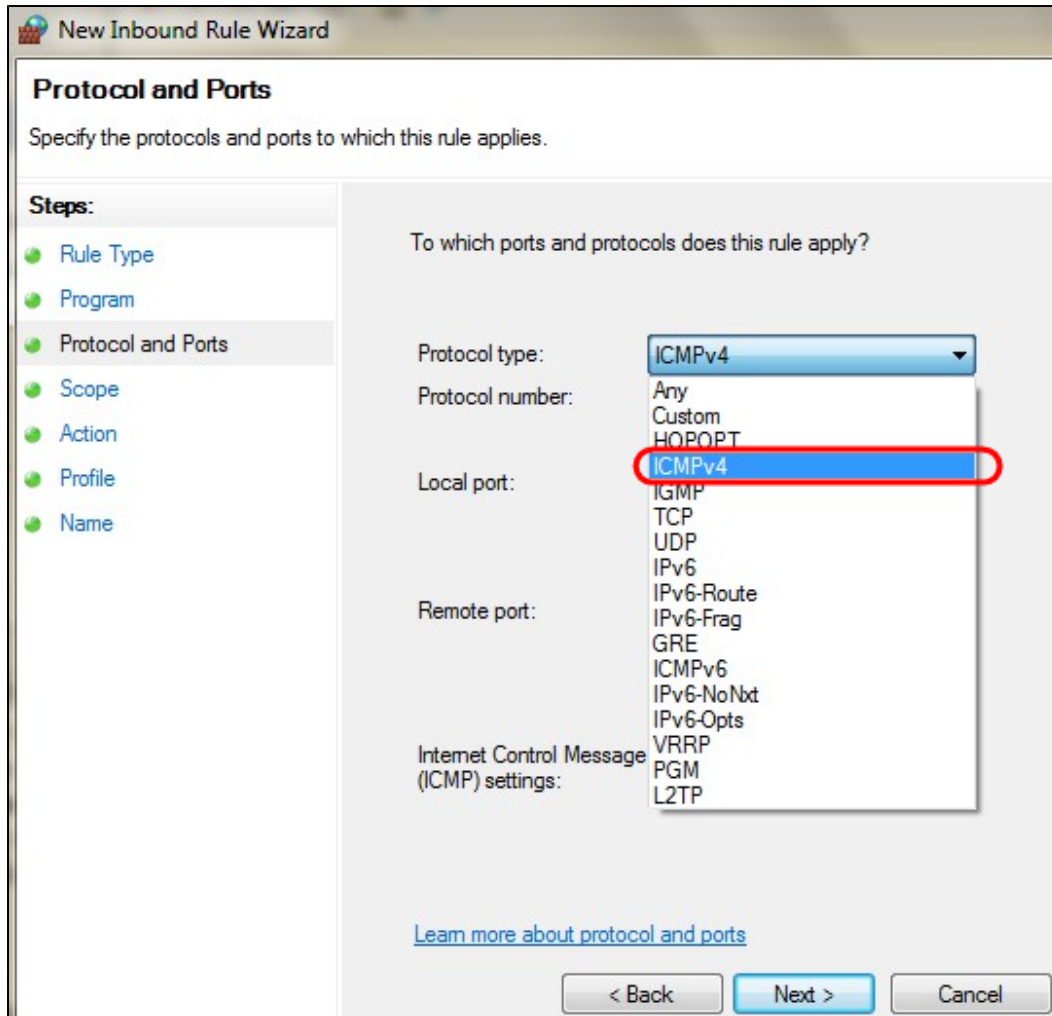 New Inbound Rule Wizard
Protocol and Ports
Specify the protocols and ports to which this rule applies.
Steps:
Rule Type
Program
Protocol and Ports
Scope
Action
Profile
Name
To which ports and protocols does this rule apply?
Protocol type:
ICMPv4
Protocol number:
Any
Custom
HOPOPT
ICMPv4
IGMP
TCP
UDP
IPv6
IPv6-Route
IPv6-Frag
GRE
ICMPv6
IPv6-NoNxt
IPv6-Opts
VRRP
PGM
L2TP
Local port:
Remote port:
Internet Control Message
(ICMP) settings:
Learn more about protocol and ports
< Back
Next >
Cancel